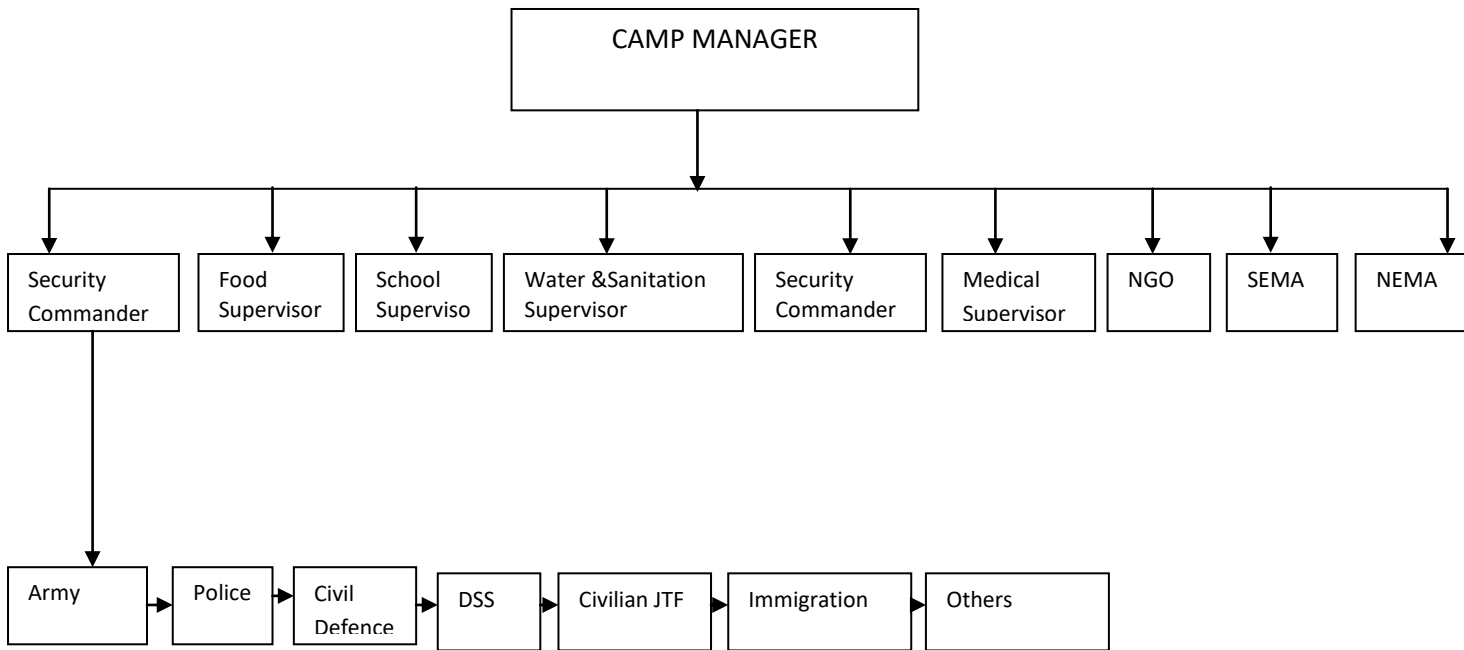 CAMP MANAGER
Security
Commander
Food
Supervisor
School
Superviso
Water &Sanitation
Supervisor
Security
Commander
Medical
Supervisor
NGO
SEMA
NEMA
Army
Police
Civil
Defence
DSS
Civilian JTF
Immigration
Others